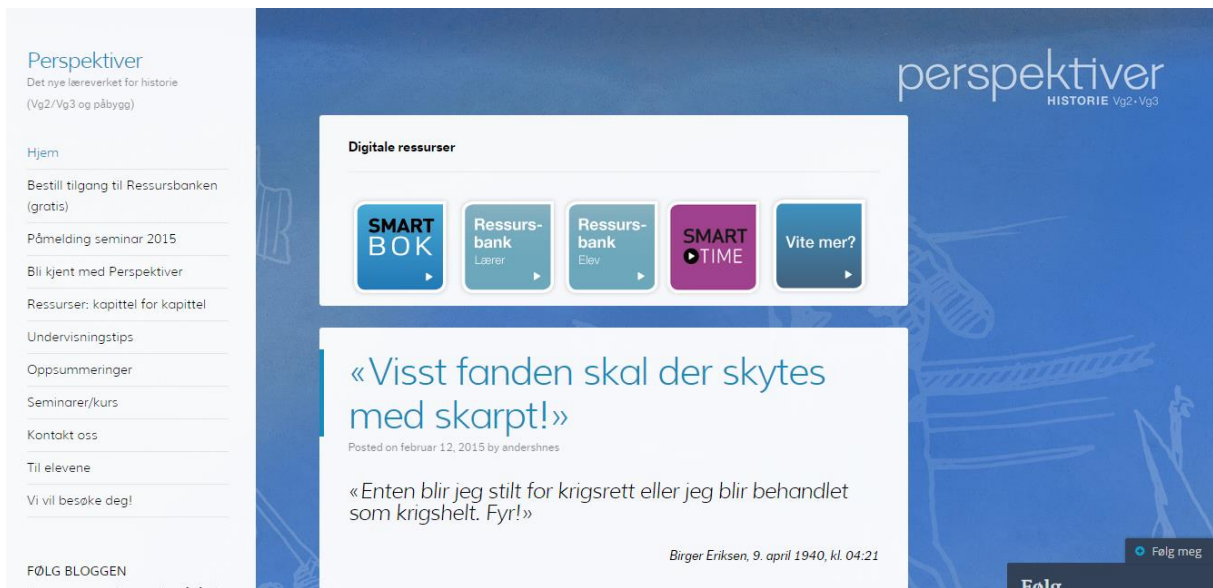 Perspektiver
Det nye læreverket for historie
(Vg2/Vg3 og påbygg)
Hjem
Bestill tilgang til Ressursbanken
(gratis)
Påmelding seminar 2015
Bli kjent med Perspektiver
Ressurser: kapittel for kapittel
Undervisningstips
Oppsummeringer
Seminarer/kurs
Kontakt oss
Til elevene
Vi vil besøke deg!
FØLG BLOGGEN
perspektiver
HISTORIE Vg2•Vg3
Digitale ressurser
SMART
BOK
Ressurs-
bank
Lærer
Ressurs-
bank
Elev
SMART
TIME
Vite mer?
«Visst fanden skal der skytes
med skarpt!»
Posted on februar 12, 2015 by andershnes
«Enten blir jeg stilt for krigsrett eller jeg blir behandlet
som krigshelt. Fyr!»
Birger Eriksen, 9. april 1940, kl. 04:21
Følg meg
Følg